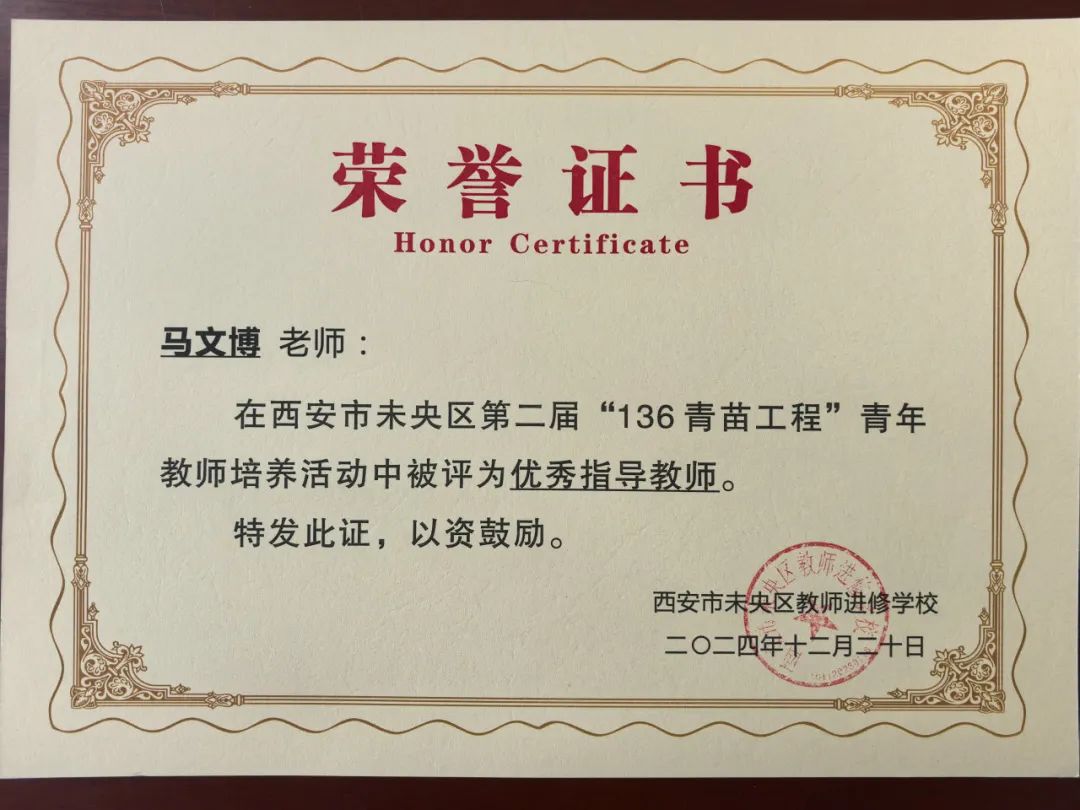 荣誉证书
Honor Certificate
马文博 老师：
在西安市未央区第二届“136青苗工程”青年
教师培养活动中被评为优秀指导教师。
特发此证，以资鼓励。
西安市未央区教师进修学校
二〇二四年十二月二十日